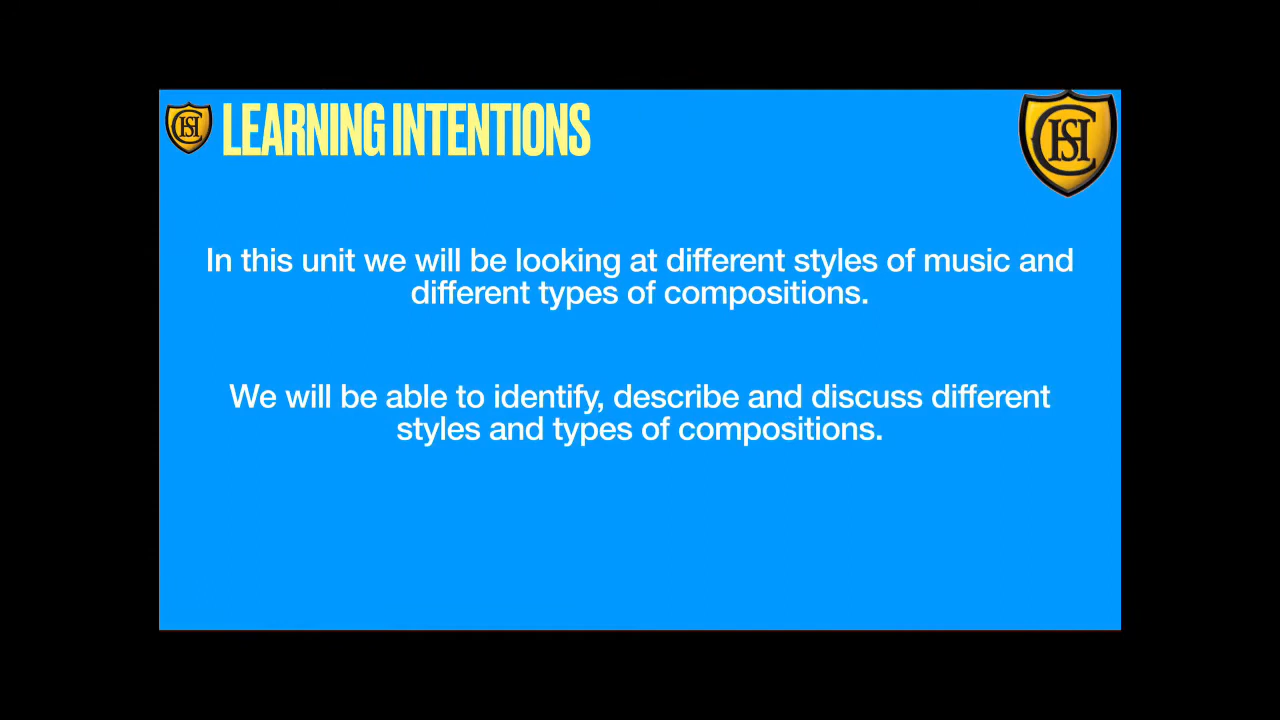 LEARNING INTENTIONS
In this unit we will be looking at different styles of music and
different types of compositions.
We will be able to identify, describe and discuss different
styles and types of compositions.